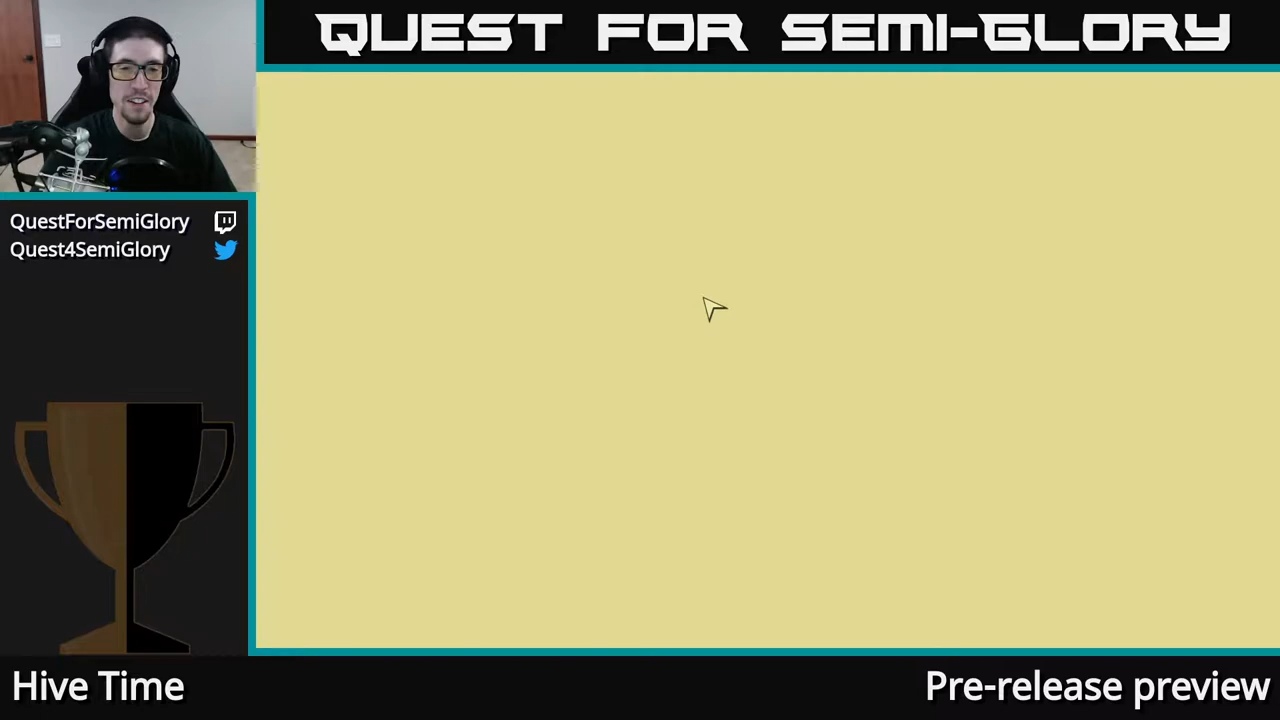 QUEST FOR SEMI-GLORY
QuestForSemiGlory
Quest4SemiGlory
Hive Time
Pre-release preview